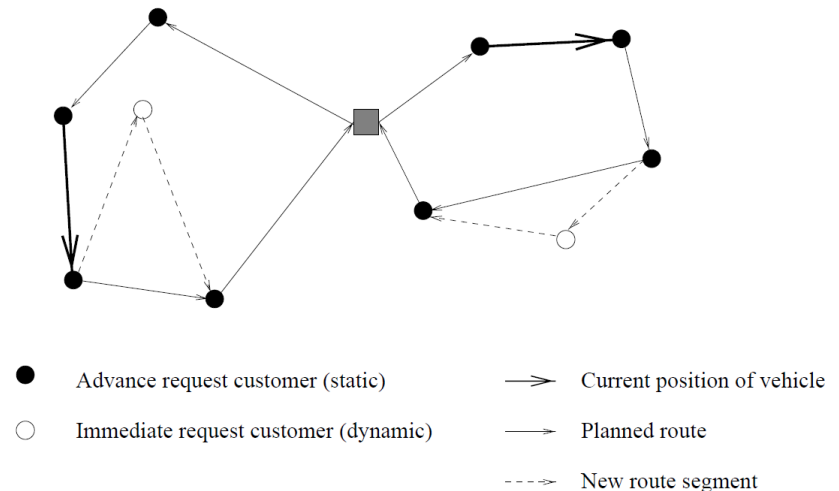 Advance request customer (static)
Current position of vehicle
Immediate request customer (dynamic)
Planned route
New route segment